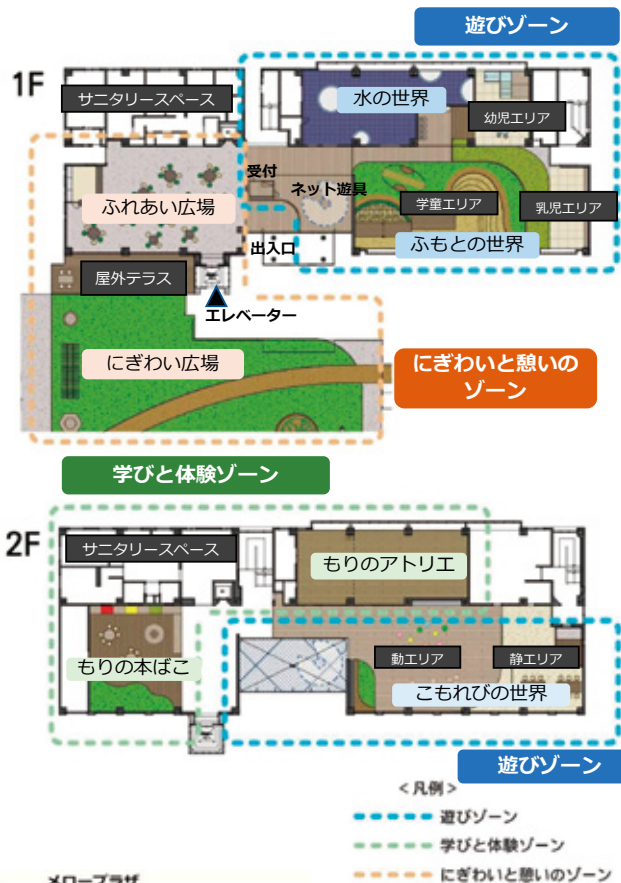 遊びゾーン
1F
サニタリースペース
水の世界
幼児エリア
受付
ネット遊具
ふれあい広場
学童エリア
乳児エリア
出入口
ふもとの世界
屋外テラス
エレベーター
にぎわい広場
にぎわいと憩いの
ゾーン
学びと体験ゾーン
2F
サニタリースペース
もりのアトリエ
もりの本ばこ
動エリア
静エリア
こもれびの世界
遊びゾーン
<凡例>
遊びゾーン
学びと体験ゾーン
にぎわいと憩いのゾーン
メロープラザ